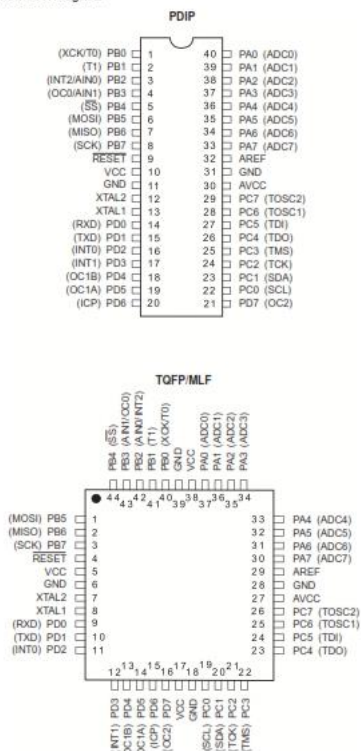 PDIP
(XCK/T0) PB0 1 40 PA0 (ADC0)
(T1) PB1 2 39 PA1 (ADC1)
(INT2/AIN0) PB2 3 38 PA2 (ADC2)
(OC0/AIN1) PB3 4 37 PA3 (ADC3)
(SS) PB4 5 36 PA4 (ADC4)
(MOSI) PB5 6 35 PA5 (ADC5)
(MISO) PB6 7 34 PA6 (ADC6)
(SCK) PB7 8 33 PA7 (ADC7)
RESET 9 32 AREF
VCC 10 31 GND
GND 11 30 AVCC
XTAL2 12 29 PC7 (TOSC2)
XTAL1 13 28 PC6 (TOSC1)
(RXD) PD0 14 27 PC5 (TDI)
(TXD) PD1 15 26 PC4 (TDO)
(INT0) PD2 16 25 PC3 (TMS)
(INT1) PD3 17 24 PC2 (TCK)
(OC1B) PD4 18 23 PC1 (SDA)
(OC1A) PD5 19 22 PC0 (SCL)
(ICP) PD6 20 21 PD7 (OC2)
TQFP/MLF
PB4 (SS)
PB3 (AIN1/OC0)
PB2 (AIN0/INT2)
PB1 (T1)
PB0 (XCK/T0)
GND
VCC
PA0 (ADC0)
PA1 (ADC1)
PA2 (ADC2)
PA3 (ADC3)
44 43 42 41 40 39 38 37 36 35 34
(MOSI) PB5 1 33 PA4 (ADC4)
(MISO) PB6 2 32 PA5 (ADC5)
(SCK) PB7 3 31 PA6 (ADC6)
RESET 4 30 PA7 (ADC7)
VCC 5 29 AREF
GND 6 28 GND
XTAL2 7 27 AVCC
XTAL1 8 26 PC7 (TOSC2)
(RXD) PD0 9 25 PC6 (TOSC1)
(TXD) PD1 10 24 PC5 (TDI)
(INT0) PD2 11 23 PC4 (TDO)
12 13 14 15 16 17 18 19 20 21 22
INT1) PD3
OC1B) PD4
OC1A) PD5
(ICP) PD6
(OC2) PD7
VCC
GND
(SCL) PC0
(SDA) PC1
(TCK) PC2
(TMS) PC3